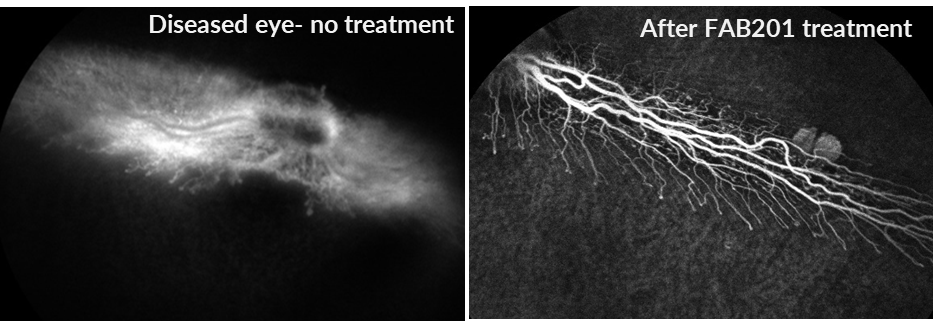 Diseased eye- no treatment
After FAB201 treatment